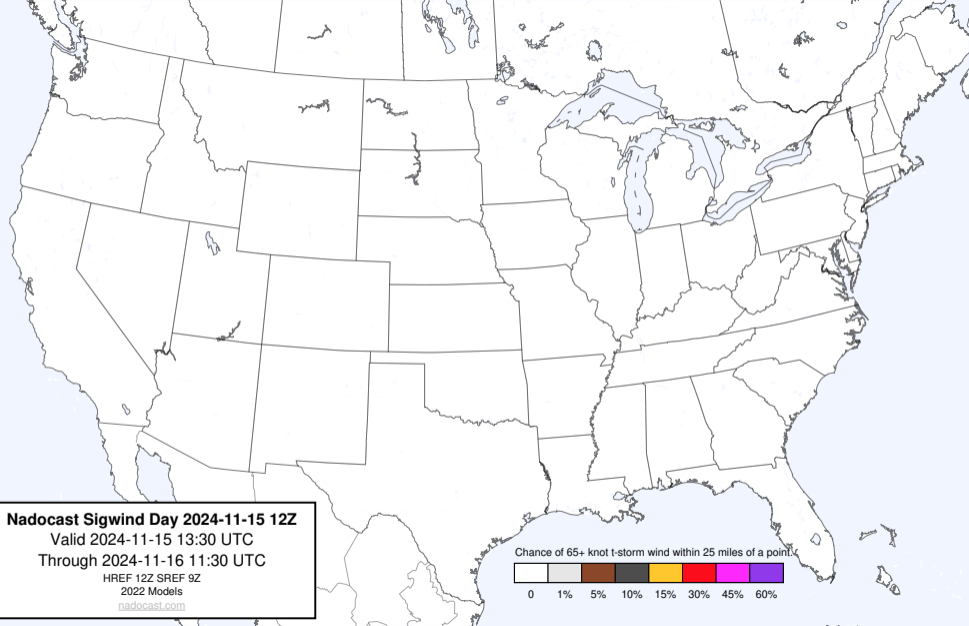 Nadocast Sigwind Day 2024-11-15 12Z
Valid 2024-11-15 13:30 UTC
Through 2024-11-16 11:30 UTC
HREF 12Z SREF 9Z
2022 Models
nadocast.com
Chance of 65+ knot t-storm wind within 25 miles of a point.
0 1% 5% 10% 15% 30% 45% 60%